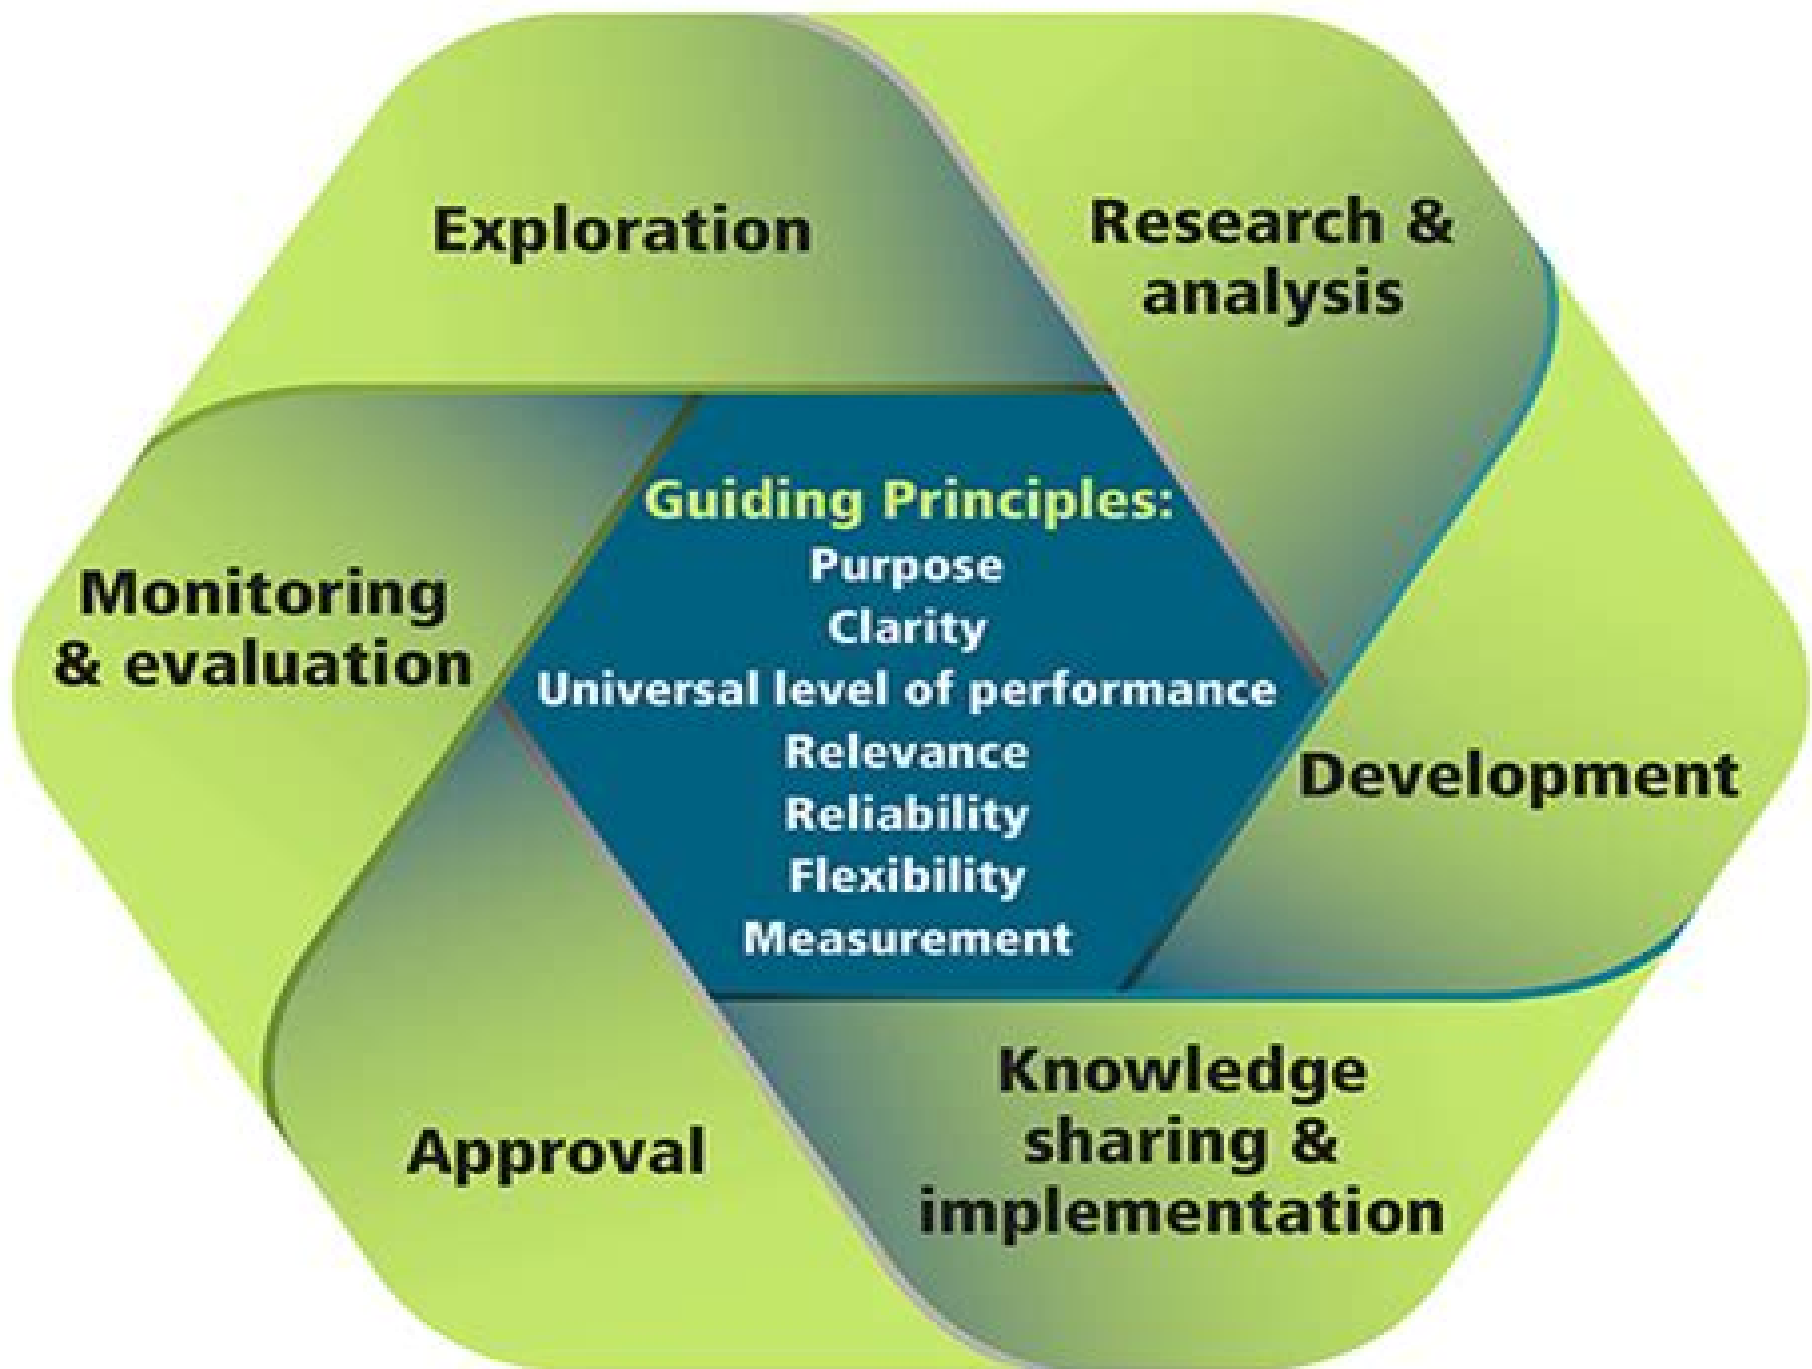 Exploration
Research &
analysis
Monitoring
& evaluation
Guiding Principles:
Purpose
Clarity
Universal level of performance
Relevance
Reliability
Flexibility
Measurement
Development
Approval
Knowledge
sharing &
implementation